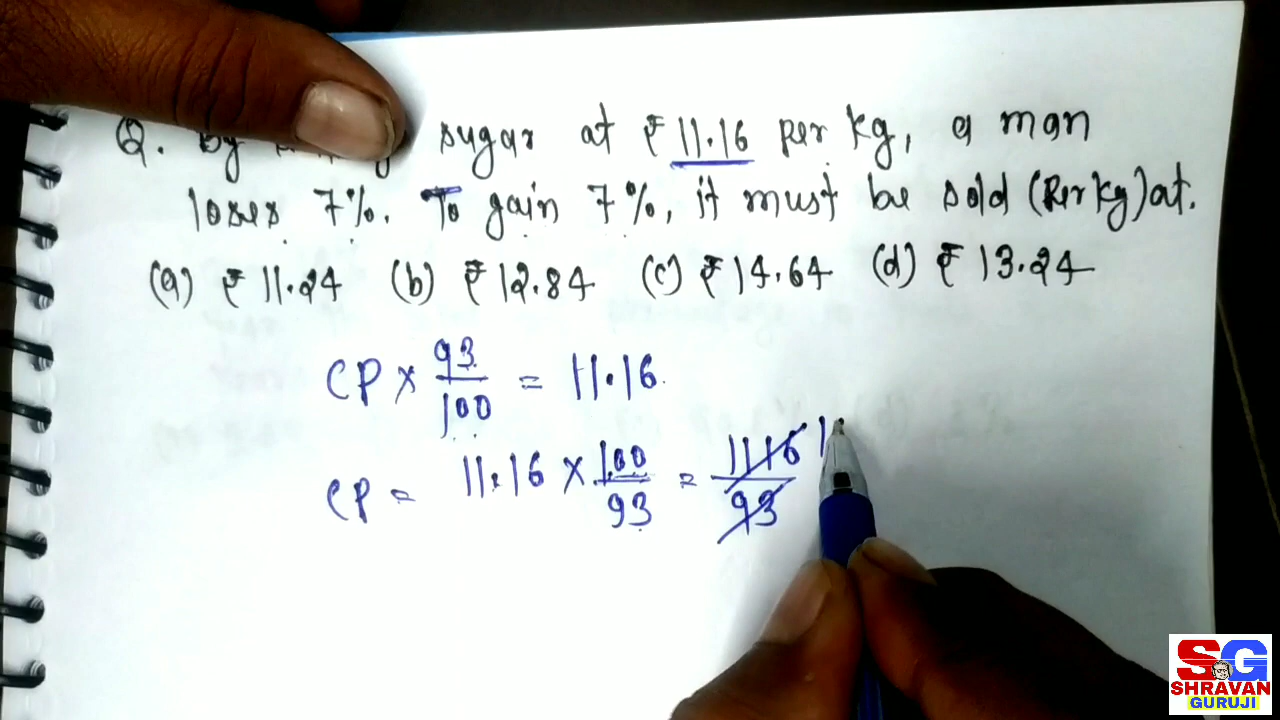 Q. By sugar at ₹ 11.16 per kg, a man
loses 7%. To gain 7%, it must be sold (Per kg) at.
(a) ₹ 11.24 (b) ₹ 12.84 (c) ₹ 14.64 (d) ₹ 13.24
CP × 93/100 = 11.16
CP = 11.16 × 100/93 = 1116/93 1
SG
SHRAVAN
GURUJI